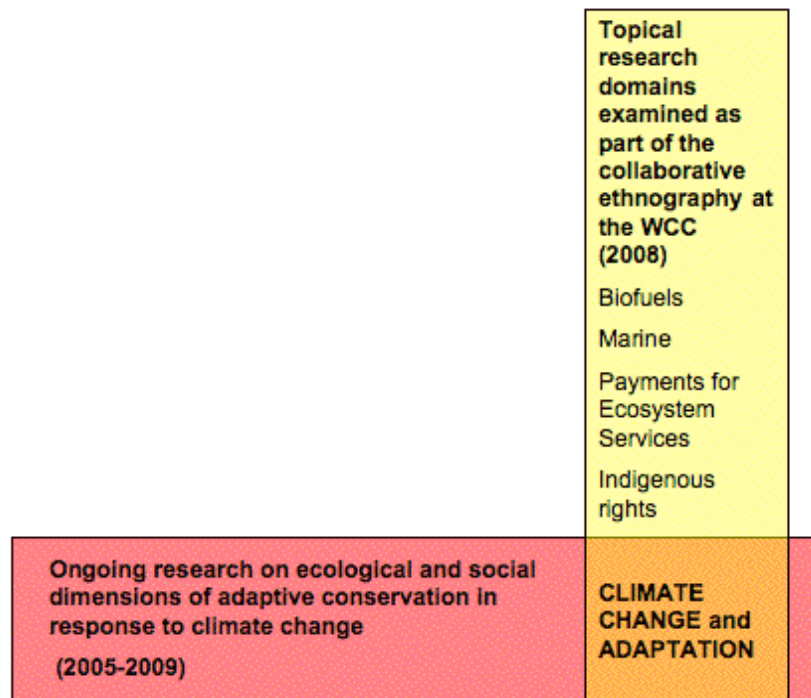 Topical
research
domains
examined as
part of the
collaborative
ethnography at
the WCC
(2008)
Biofuels
Marine
Payments for
Ecosystem
Services
Indigenous
rights
Ongoing research on ecological and social
dimensions of adaptive conservation in
response to climate change
(2005-2009)
CLIMATE
CHANGE and
ADAPTATION